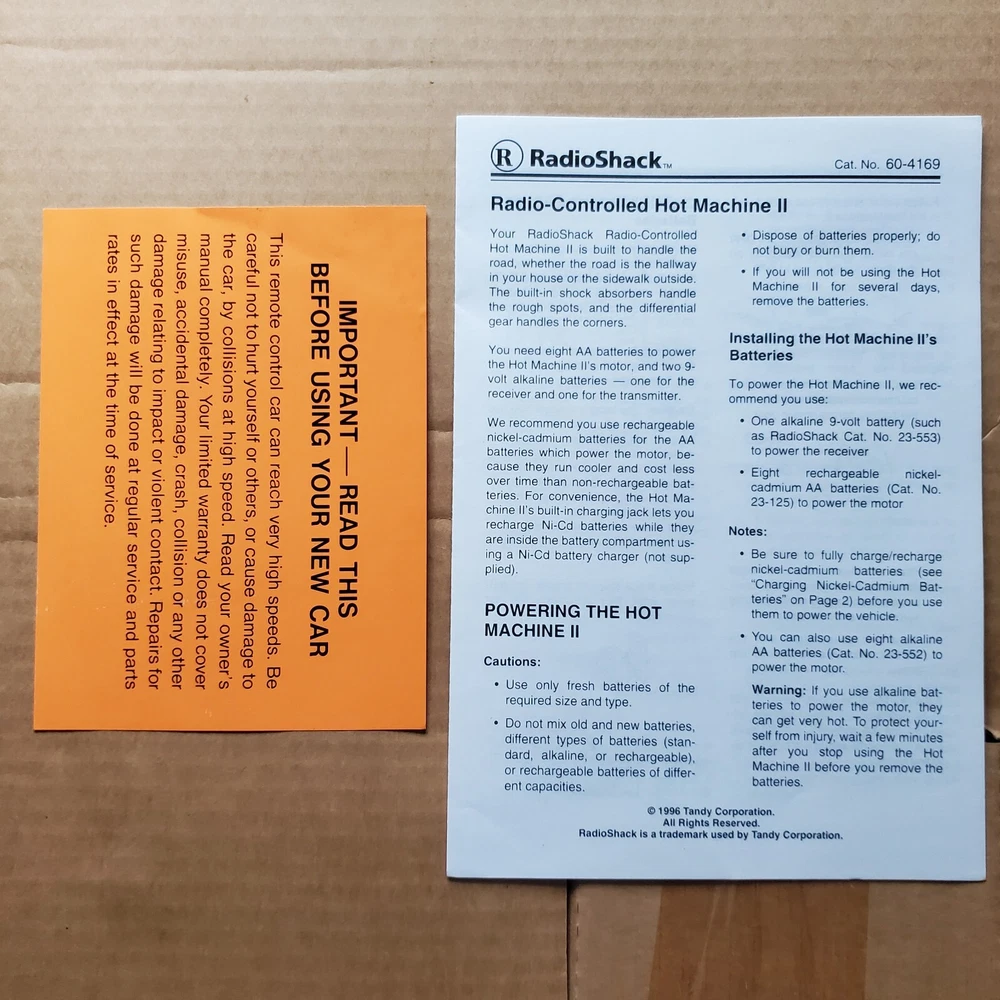 IMPORTANT — READ THIS
BEFORE USING YOUR NEW CAR
This remote control car can reach very high speeds. Be
careful not to hurt yourself or others, or cause damage to
the car, by collisions at high speed. Read your owner's
manual completely. Your limited warranty does not cover
misuse, accidental damage, crash, collision or any other
damage relating to impact or violent contact. Repairs for
such damage will be done at regular service and parts
rates in effect at the time of service.
R RadioShack™
Cat. No. 60-4169
Radio-Controlled Hot Machine II
Your RadioShack Radio-Controlled
Hot Machine II is built to handle the
road, whether the road is the hallway
in your house or the sidewalk outside.
The built-in shock absorbers handle
the rough spots, and the differential
gear handles the corners.
You need eight AA batteries to power
the Hot Machine II's motor, and two 9-
volt alkaline batteries — one for the
receiver and one for the transmitter.
We recommend you use rechargeable
nickel-cadmium batteries for the AA
batteries which power the motor, be-
cause they run cooler and cost less
over time than non-rechargeable bat-
teries. For convenience, the Hot Ma-
chine II's built-in charging jack lets you
recharge Ni-Cd batteries while they
are inside the battery compartment us-
ing a Ni-Cd battery charger (not sup-
plied).
POWERING THE HOT
MACHINE II
Cautions:
• Use only fresh batteries of the
required size and type.
• Do not mix old and new batteries,
different types of batteries (stan-
dard, alkaline, or rechargeable),
or rechargeable batteries of differ-
ent capacities.
• Dispose of batteries properly; do
not bury or burn them.
• If you will not be using the Hot
Machine II for several days,
remove the batteries.
Installing the Hot Machine II's
Batteries
To power the Hot Machine II, we rec-
ommend you use:
• One alkaline 9-volt battery (such
as RadioShack Cat. No. 23-553)
to power the receiver
• Eight rechargeable nickel-
cadmium AA batteries (Cat. No.
23-125) to power the motor
Notes:
• Be sure to fully charge/recharge
nickel-cadmium batteries (see
"Charging Nickel-Cadmium Bat-
teries" on Page 2) before you use
them to power the vehicle.
• You can also use eight alkaline
AA batteries (Cat. No. 23-552) to
power the motor.
Warning: If you use alkaline bat-
teries to power the motor, they
can get very hot. To protect your-
self from injury, wait a few minutes
after you stop using the Hot
Machine II before you remove the
batteries.
© 1996 Tandy Corporation.
All Rights Reserved.
RadioShack is a trademark used by Tandy Corporation.